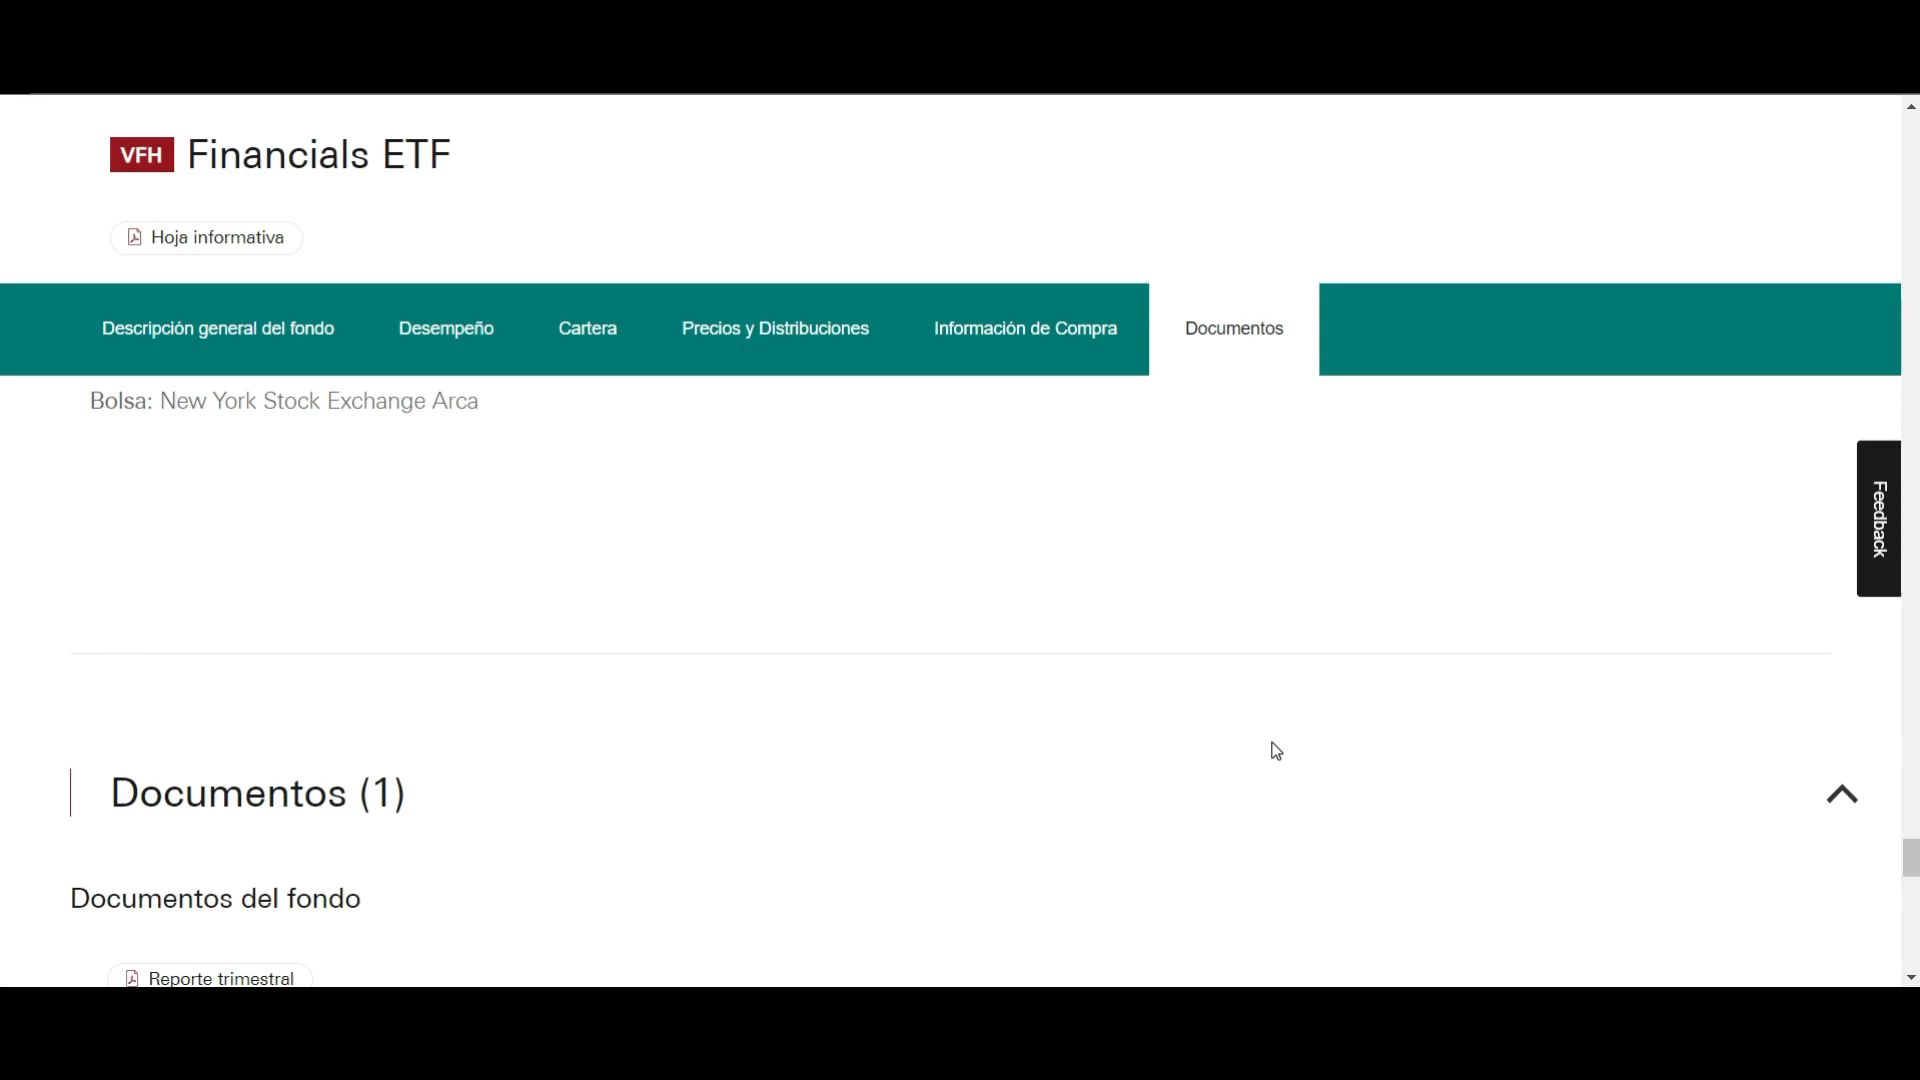 VFH Financials ETF
Hoja informativa
Descripción general del fondo Desempeño Cartera Precios y Distribuciones Información de Compra Documentos
Bolsa: New York Stock Exchange Arca
Feedback
Documentos (1)
Documentos del fondo
Reporte trimestral